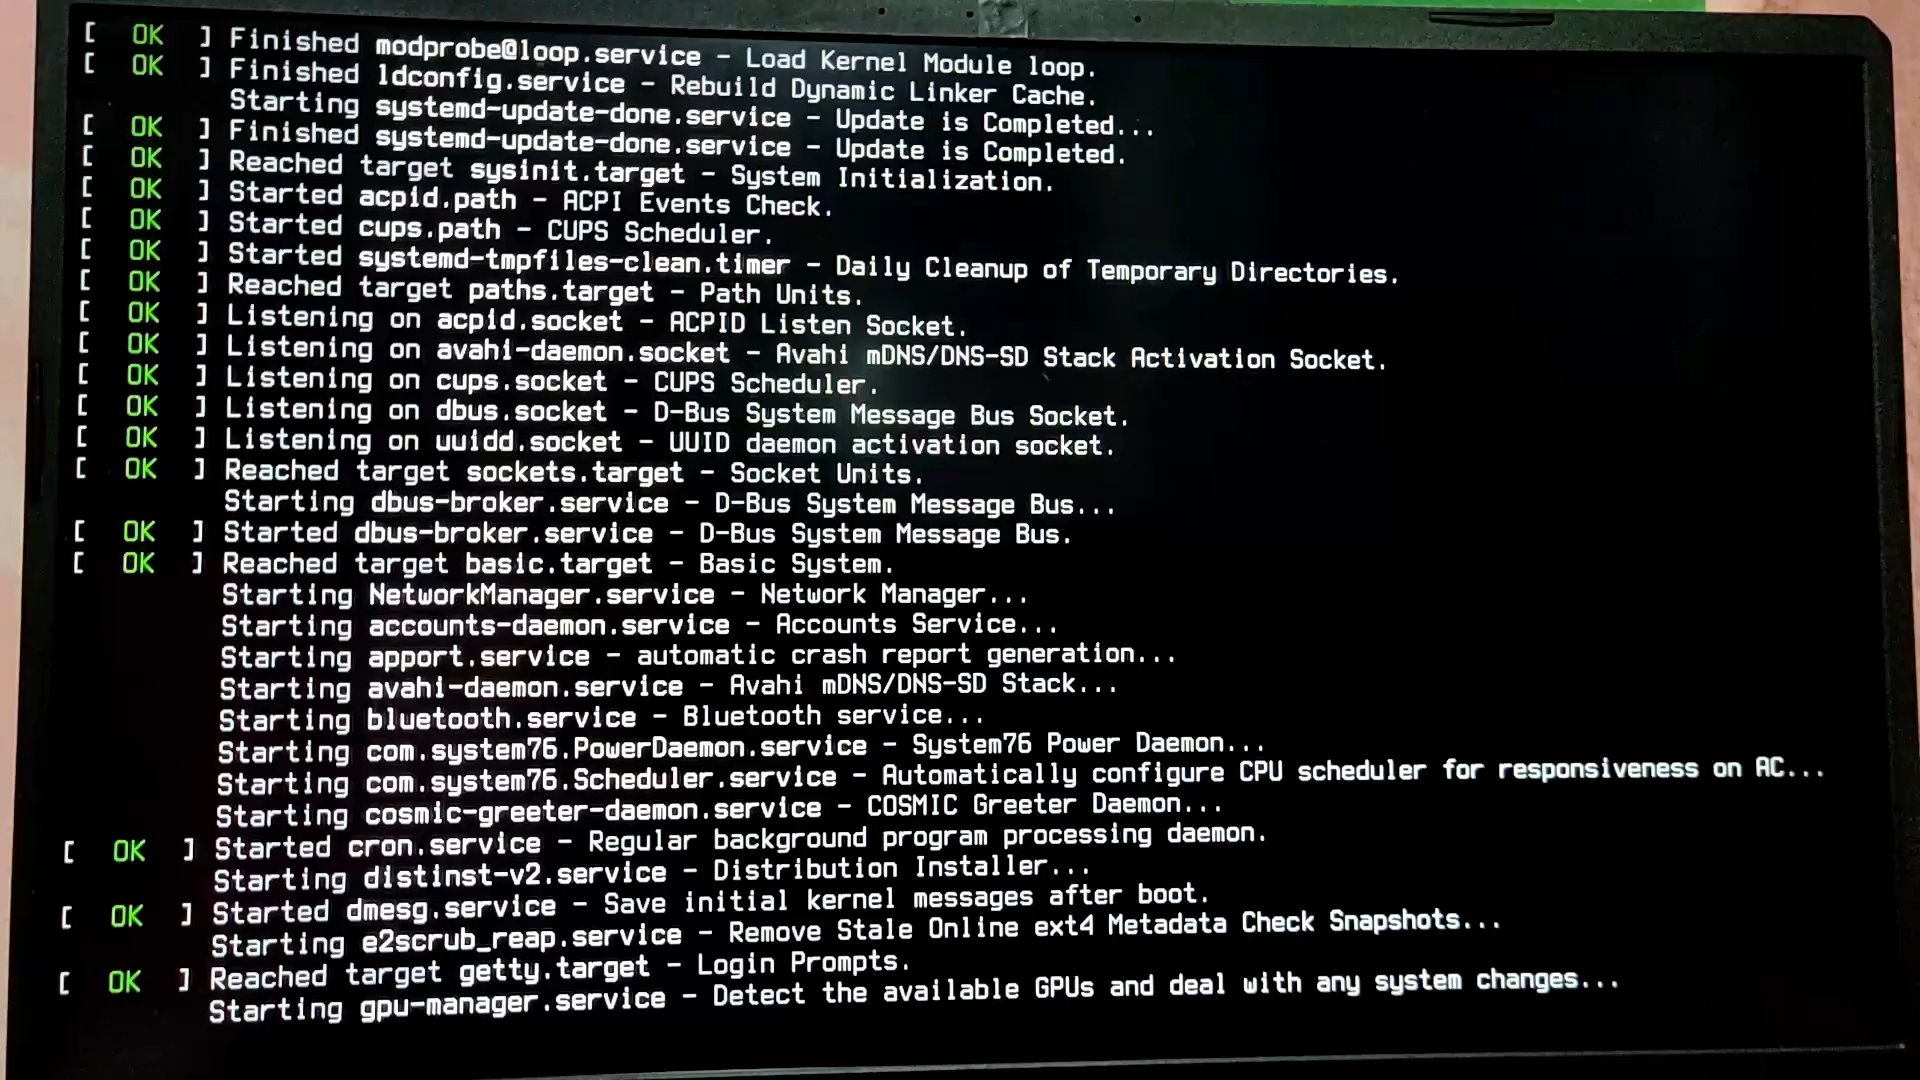 [ OK ] Finished modprobe@loop.service - Load Kernel Module loop.
[ OK ] Finished ldconfig.service - Rebuild Dynamic Linker Cache.
Starting systemd-update-done.service - Update is Completed...
[ OK ] Finished systemd-update-done.service - Update is Completed.
[ OK ] Reached target sysinit.target - System Initialization.
[ OK ] Started acpid.path - ACPI Events Check.
[ OK ] Started cups.path - CUPS Scheduler.
[ OK ] Started systemd-tmpfiles-clean.timer - Daily Cleanup of Temporary Directories.
[ OK ] Reached target paths.target - Path Units.
[ OK ] Listening on acpid.socket - ACPID Listen Socket.
[ OK ] Listening on avahi-daemon.socket - Avahi mDNS/DNS-SD Stack Activation Socket.
[ OK ] Listening on cups.socket - CUPS Scheduler.
[ OK ] Listening on dbus.socket - D-Bus System Message Bus Socket.
[ OK ] Listening on uuidd.socket - UUID daemon activation socket.
[ OK ] Reached target sockets.target - Socket Units.
Starting dbus-broker.service - D-Bus System Message Bus...
[ OK ] Started dbus-broker.service - D-Bus System Message Bus.
[ OK ] Reached target basic.target - Basic System.
Starting NetworkManager.service - Network Manager...
Starting accounts-daemon.service - Accounts Service...
Starting apport.service - automatic crash report generation...
Starting avahi-daemon.service - Avahi mDNS/DNS-SD Stack...
Starting bluetooth.service - Bluetooth service...
Starting com.system76.PowerDaemon.service - System76 Power Daemon...
Starting com.system76.Scheduler.service - Automatically configure CPU scheduler for responsiveness on AC...
Starting cosmic-greeter-daemon.service - COSMIC Greeter Daemon...
[ OK ] Started cron.service - Regular background program processing daemon.
Starting distinst-v2.service - Distribution Installer...
[ OK ] Started dmesg.service - Save initial kernel messages after boot.
Starting e2scrub_reap.service - Remove Stale Online ext4 Metadata Check Snapshots...
[ OK ] Reached target getty.target - Login Prompts.
Starting gpu-manager.service - Detect the available GPUs and deal with any system changes...